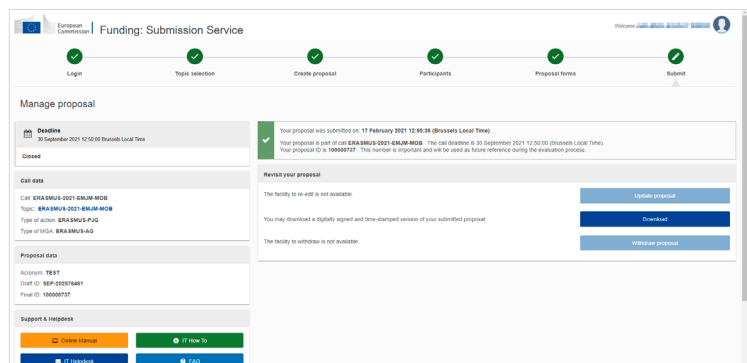 European
Commission
Funding: Submission Service
Welcome
Login
Topic selection
Create proposal
Participants
Proposal forms
Submit
Manage proposal
Deadline
30 September 2021 12:50:00 Brussels Local Time
Closed
Call data
Call: ERASMUS-2021-EMJM-MOB
Topic: ERASMUS-2021-EMJM-MOB
Type of action: ERASMUS-PJG
Type of MGA: ERASMUS-AG
Proposal data
Acronym: TEST
Draft ID: SEP-202578461
Final ID: 100000737
Support & Helpdesk
Online Manual
IT How To
IT Helpdesk
FAQ
Your proposal was submitted on: 17 February 2021 12:50:36 (Brussels Local Time)
Your proposal is part of call ERASMUS-2021-EMJM-MOB. The call deadline is 30 September 2021 12:50:00 (Brussels Local Time).
Your proposal ID is 100000737. This number is important and will be used as future reference during the evaluation process.
Revisit your proposal
The facility to re-edit is not available.
Update proposal
You may download a digitally signed and time-stamped version of your submitted proposal
Download
The facility to withdraw is not available.
Withdraw proposal